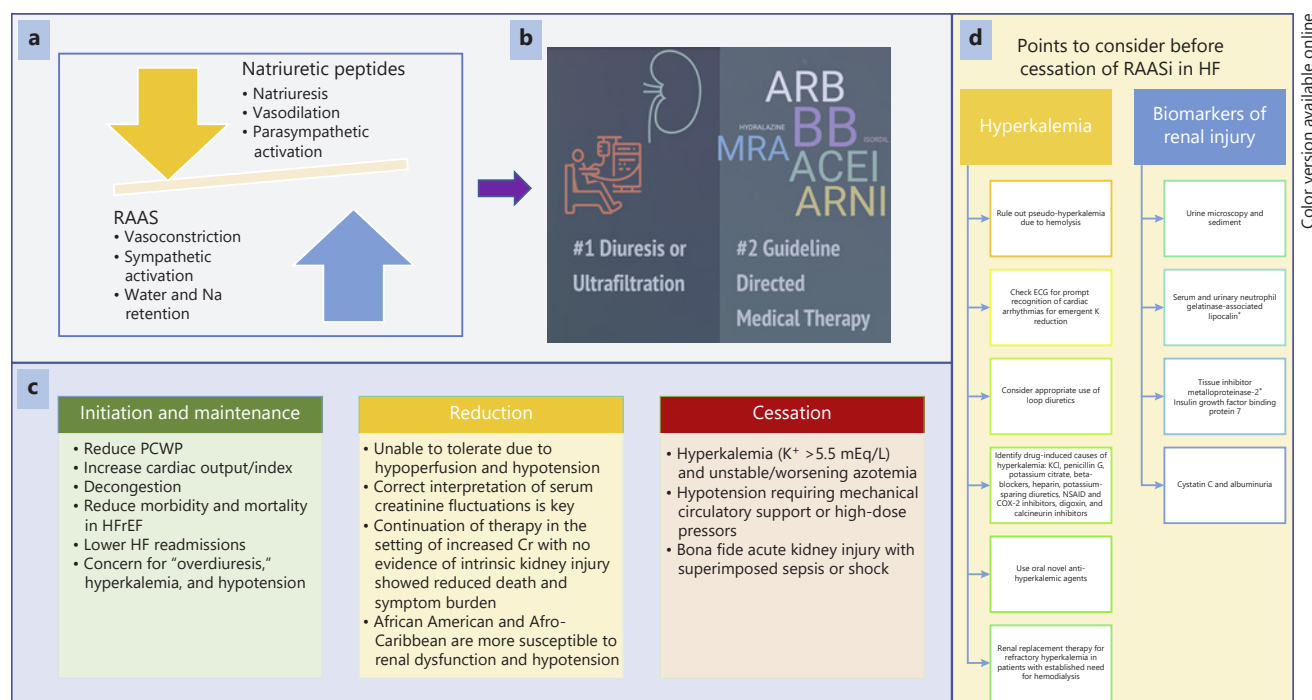 a
Natriuretic peptides
• Natriuresis
• Vasodilation
• Parasympathetic
activation
RAAS
• Vasoconstriction
• Sympathetic
activation
• Water and Na
retention
b
ARB
HYDRALAZINE
BB
ISORDIL
MRA
ACEI
ARNI
#1 Diuresis or
Ultrafiltration
#2 Guideline
Directed
Medical Therapy
c
Initiation and maintenance
• Reduce PCWP
• Increase cardiac output/index
• Decongestion
• Reduce morbidity and mortality
in HFrEF
• Lower HF readmissions
• Concern for “overdiuresis,”
hyperkalemia, and hypotension
Reduction
• Unable to tolerate due to
hypoperfusion and hypotension
• Correct interpretation of serum
creatinine fluctuations is key
• Continuation of therapy in the
setting of increased Cr with no
evidence of intrinsic kidney injury
showed reduced death and
symptom burden
• African American and Afro-
Caribbean are more susceptible to
renal dysfunction and hypotension
Cessation
• Hyperkalemia (K⁺ >5.5 mEq/L)
and unstable/worsening azotemia
• Hypotension requiring mechanical
circulatory support or high-dose
pressors
• Bona fide acute kidney injury with
superimposed sepsis or shock
d
Points to consider before
cessation of RAASi in HF
Hyperkalemia
Rule out pseudo-hyperkalemia
due to hemolysis
Check ECG for prompt
recognition of cardiac
arrhythmias for emergent K
reduction
Consider appropriate use of
loop diuretics
Identify drug-induced causes of
hyperkalemia: KCl, penicillin G,
potassium citrate, beta-
blockers, heparin, potassium-
sparing diuretics, NSAID and
COX-2 inhibitors, digoxin, and
calcineurin inhibitors
Use oral novel anti-
hyperkalemic agents
Renal replacement therapy for
refractory hyperkalemia in
patients with established need
for hemodialysis
Biomarkers of
renal injury
Urine microscopy and
sediment
Serum and urinary neutrophil
gelatinase-associated
lipocalin*
Tissue inhibitor
metalloproteinase-2*
Insulin growth factor binding
protein 7
Cystatin C and albuminuria
Color version available online